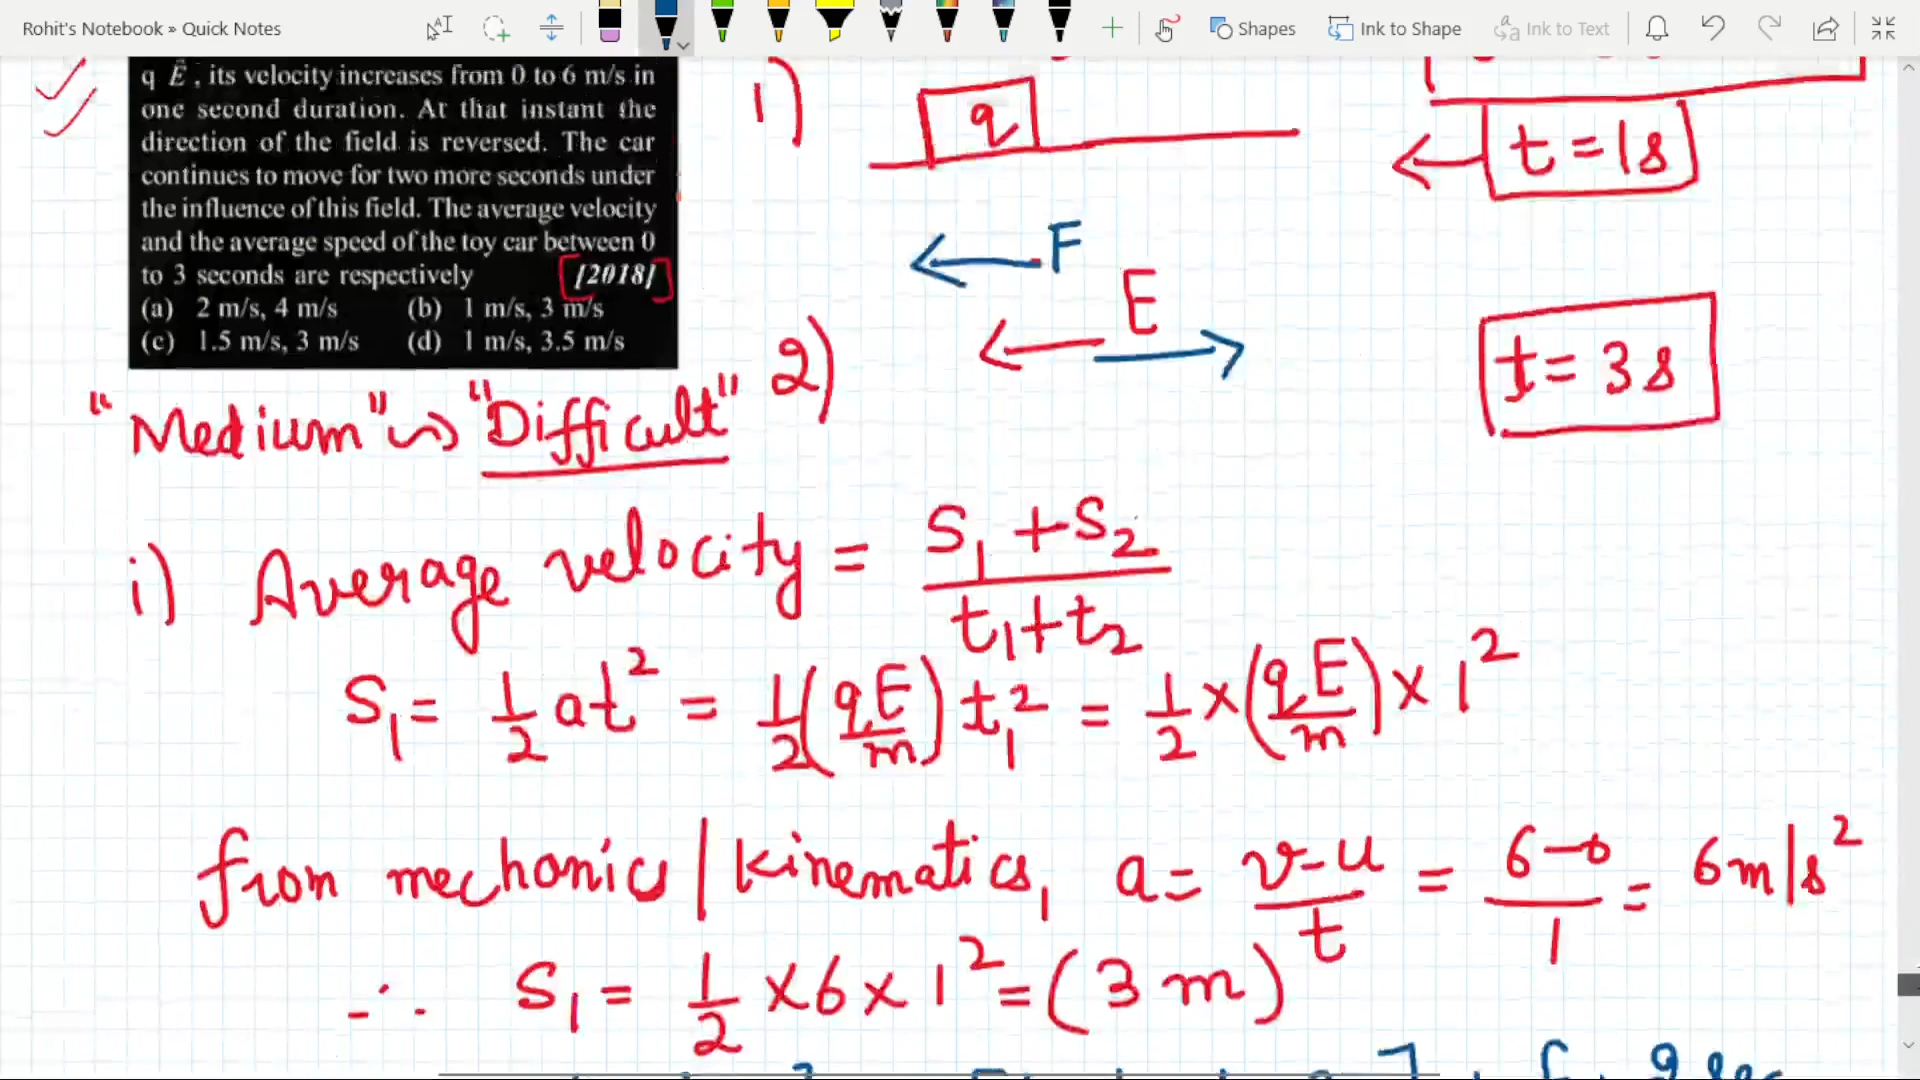 Rohit's Notebook » Quick Notes
Shapes
Ink to Shape
Ink to Text
q E, its velocity increases from 0 to 6 m/s in
one second duration. At that instant the
direction of the field is reversed. The car
continues to move for two more seconds under
the influence of this field. The average velocity
and the average speed of the toy car between 0
to 3 seconds are respectively [2018]
(a) 2 m/s, 4 m/s (b) 1 m/s, 3 m/s
(c) 1.5 m/s, 3 m/s (d) 1 m/s, 3.5 m/s
1) q
t = 1s
F
E
2)
t = 3s
"Medium" ~> "Difficult"
i) Average velocity = (S₁ + S₂)/(t₁ + t₂)
S₁ = 1/2 at² = 1/2 (qE/m) t₁² = 1/2 × (qE/m) × 1²
from mechanics / kinematics, a = (v-u)/t = (6-0)/1 = 6m/s²
∴ S₁ = 1/2 × 6 × 1² = (3 m)